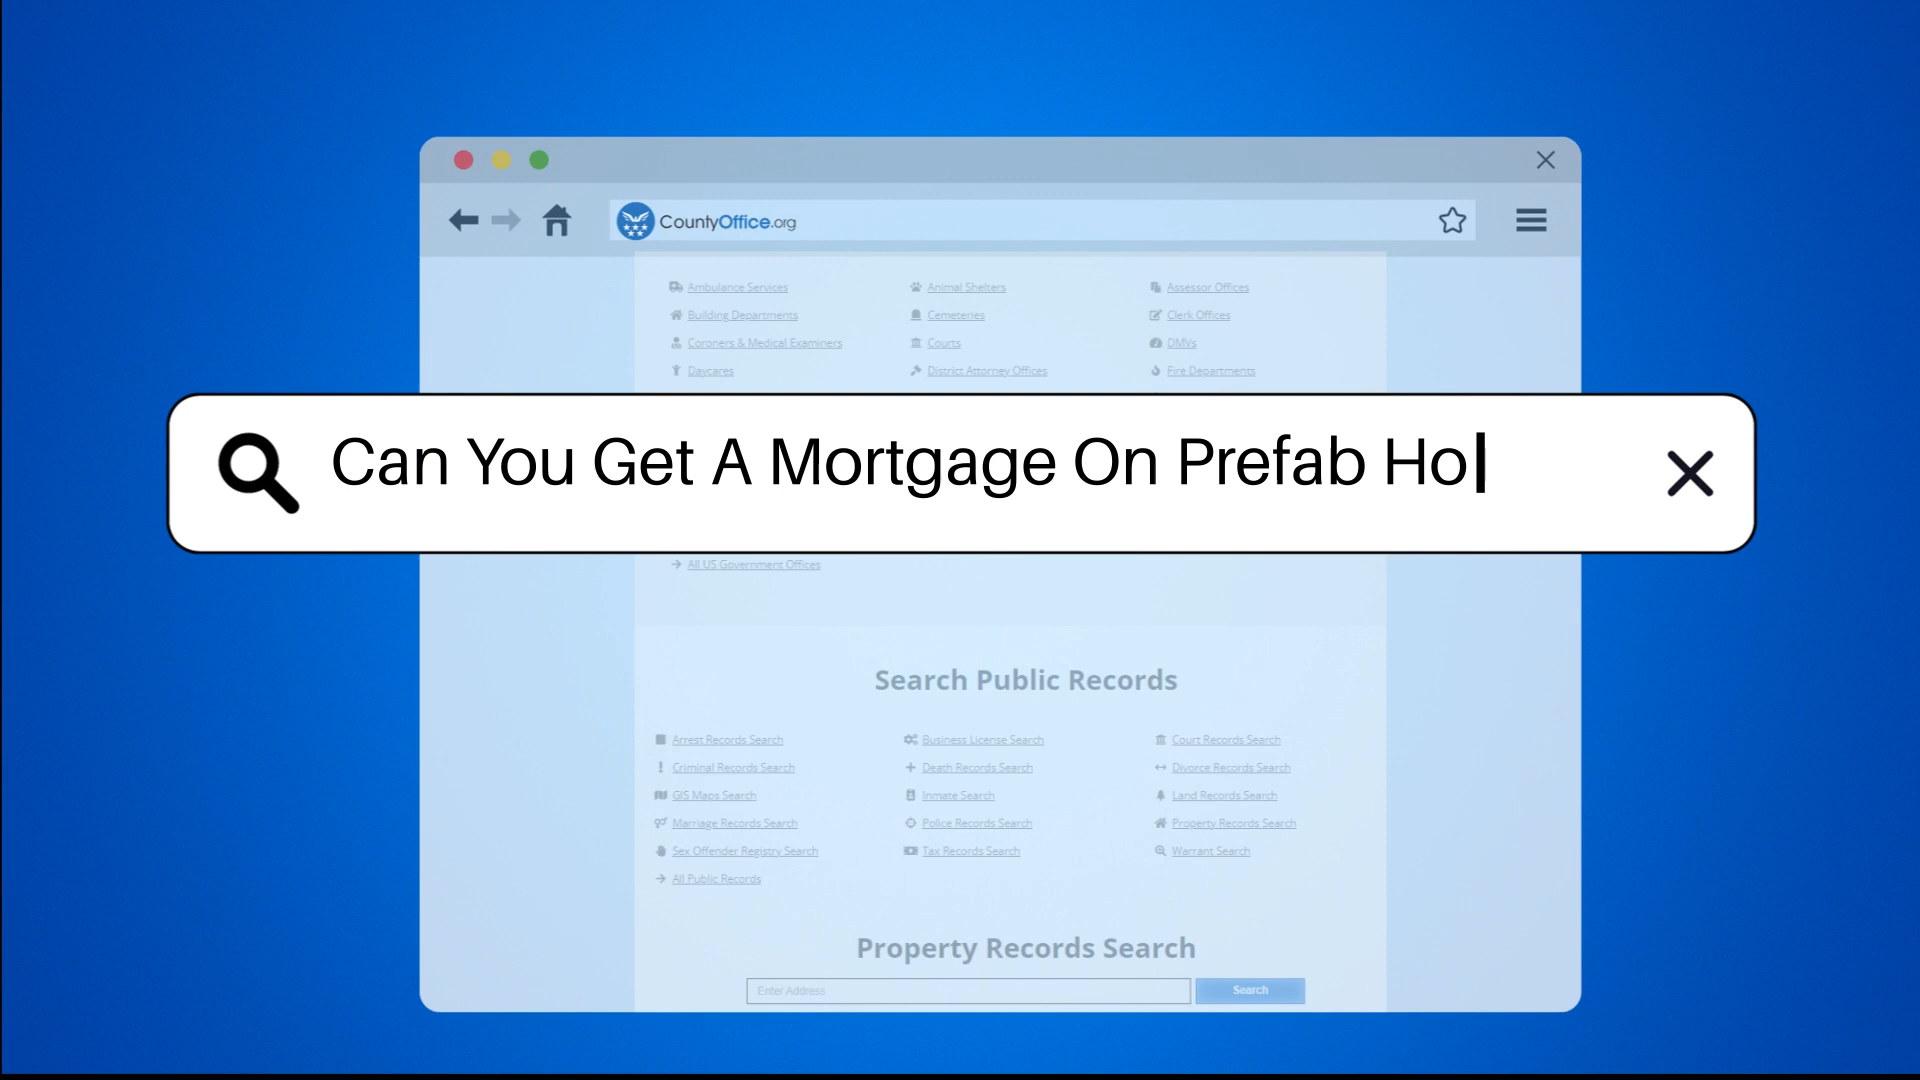 CountyOffice.org
Ambulance Services Animal Shelters Assessor Offices
Building Departments Cemeteries Clerk Offices
Coroners & Medical Examiners Courts DMVs
Daycares District Attorney Offices Fire Departments
Can You Get A Mortgage On Prefab Ho
All US Government Offices
Search Public Records
Arrest Records Search Business License Search Court Records Search
Criminal Records Search Death Records Search Divorce Records Search
GIS Maps Search Inmate Search Land Records Search
Marriage Records Search Police Records Search Property Records Search
Sex Offender Registry Search Tax Records Search Warrant Search
All Public Records
Property Records Search
Enter Address Search